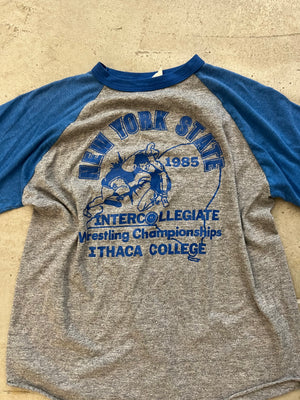 NEW YORK STATE
1985
INTERCOLLEGIATE
Wrestling Championships
ITHACA COLLEGE